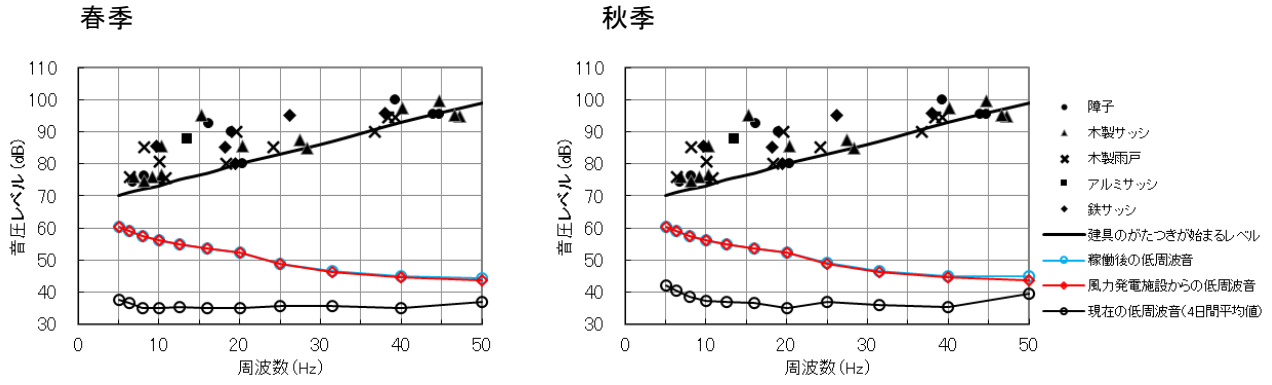 春季
110
100
90
80
70
60
50
40
30
0
10
20
30
40
50
音圧レベル(dB)
周波数(Hz)
秋季
110
100
90
80
70
60
50
40
30
0
10
20
30
40
50
音圧レベル(dB)
周波数(Hz)
障子
木製サッシ
木製雨戸
アルミサッシ
鉄サッシ
建具のがたつきが始まるレベル
稼働後の低周波音
風力発電施設からの低周波音
現在の低周波音(4日間平均値)